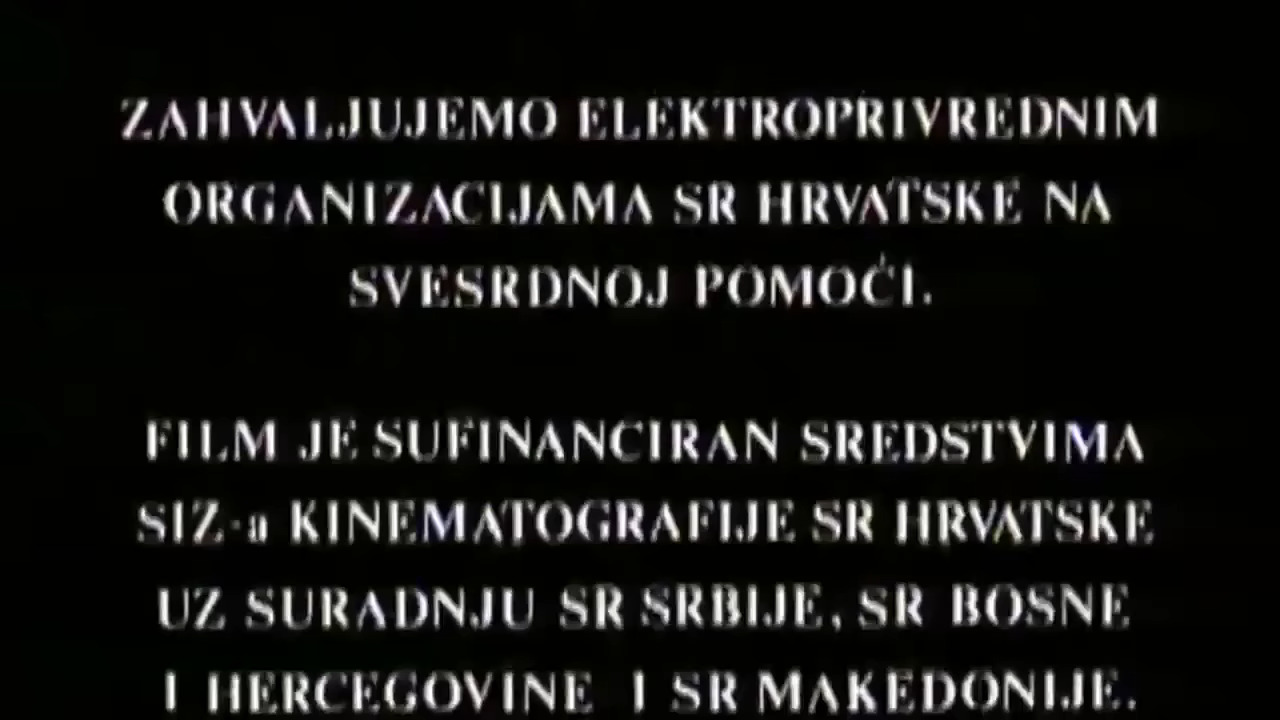 ZAHVALJUJEMO ELEKTROPRIVREDNIM
ORGANIZACIJAMA SR HRVATSKE NA
SVESRDNOJ POMOĆI.
FILM JE SUFINANCIRAN SREDSTVIMA
SIZ-a KINEMATOGRAFIJE SR HRVATSKE
UZ SURADNJU SR SRBIJE, SR BOSNE
I HERCEGOVINE I SR MAKEDONIJE.